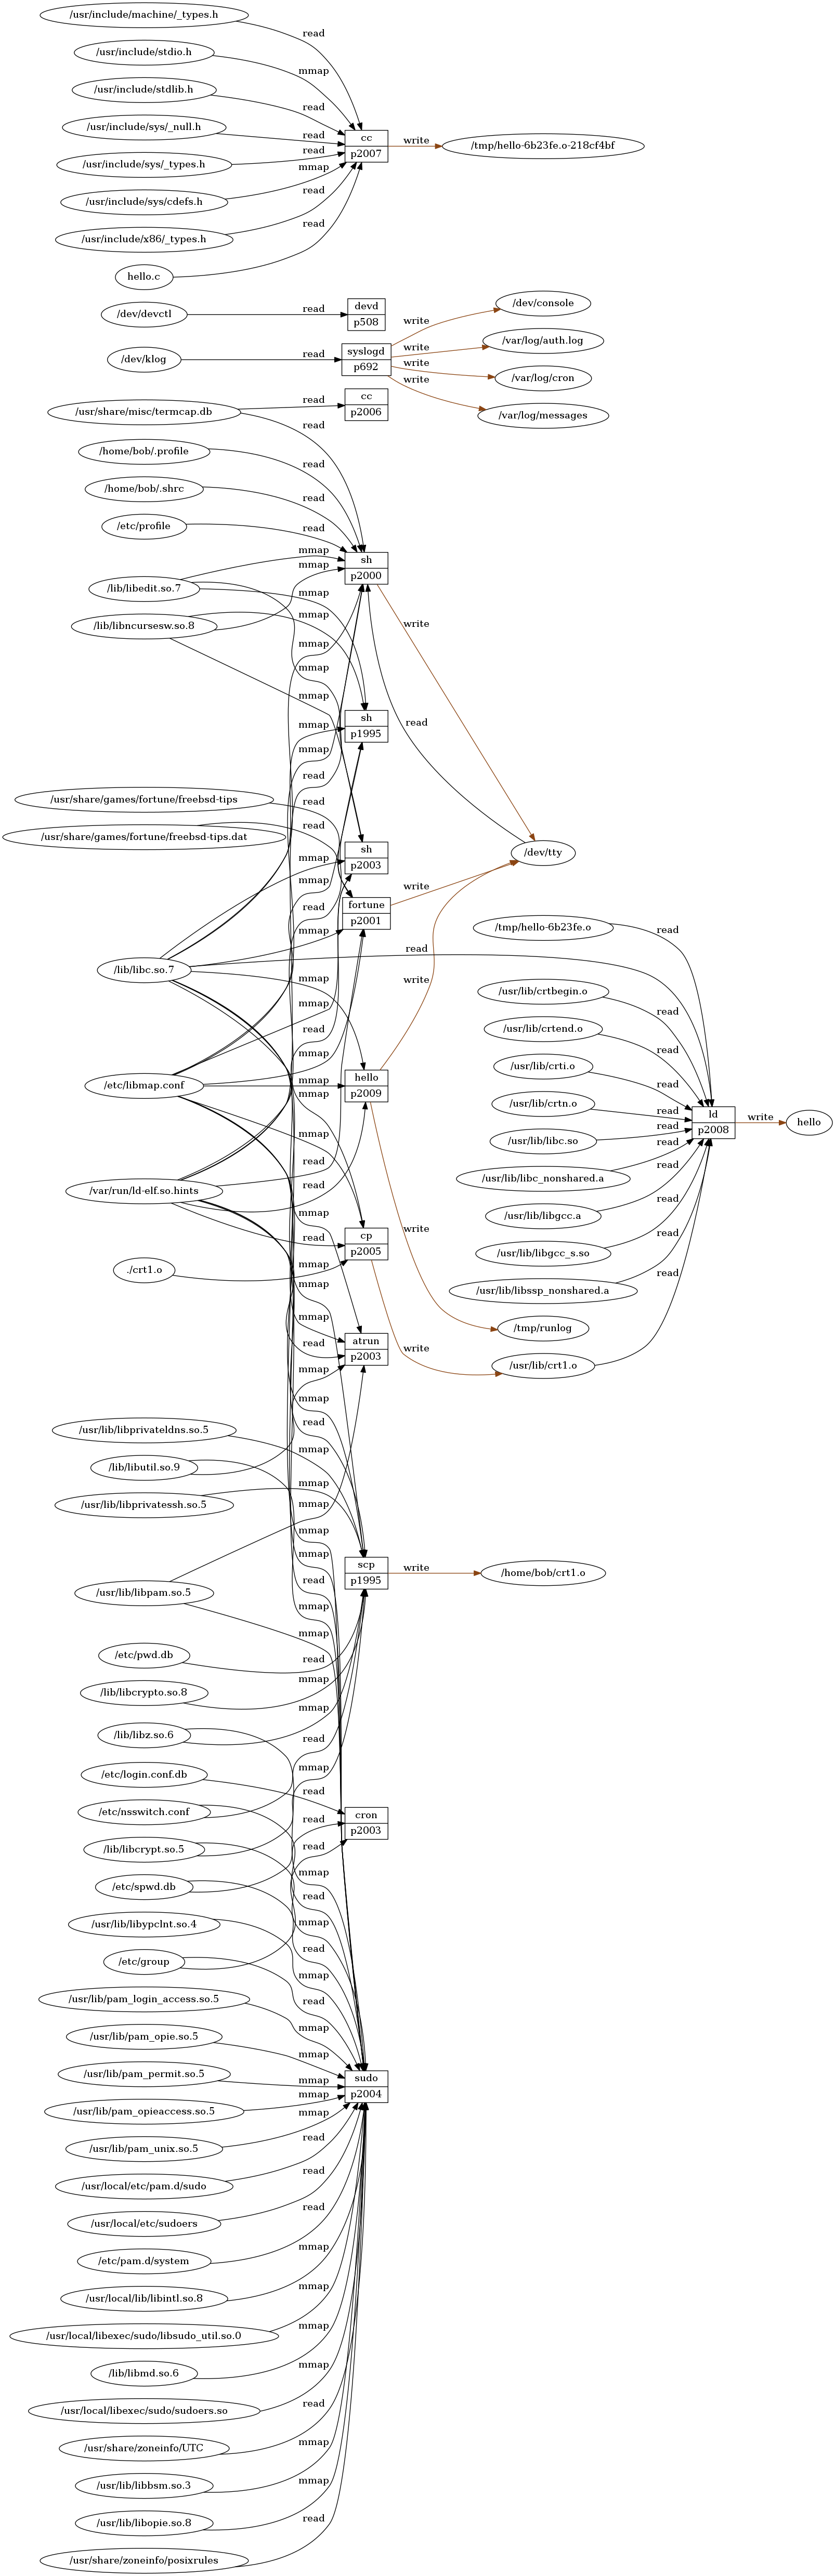 /usr/include/machine/_types.h
read
/usr/include/stdio.h
mmap
/usr/include/stdlib.h
read
/usr/include/sys/_null.h
read
cc
p2007
write
/tmp/hello-6b23fe.o-218cf4bf
/usr/include/sys/_types.h
read
/usr/include/sys/cdefs.h
mmap
/usr/include/x86/_types.h
read
hello.c
read
/dev/devctl
read
devd
p508
/dev/console
/dev/klog
read
syslogd
p692
write
write
write
write
/var/log/auth.log
/var/log/cron
/var/log/messages
/usr/share/misc/termcap.db
read
cc
p2006
read
/home/bob/.profile
read
/home/bob/.shrc
read
/etc/profile
read
sh
p2000
/lib/libedit.so.7
mmap
mmap
mmap
/lib/libncursesw.so.8
mmap
write
mmap
mmap
mmap
sh
p1995
mmap
read
mmap
read
/usr/share/games/fortune/freebsd-tips
read
/usr/share/games/fortune/freebsd-tips.dat
read
sh
p2003
mmap
/dev/tty
mmap
fortune
p2001
write
read
mmap
/tmp/hello-6b23fe.o
read
/lib/libc.so.7
read
mmap
write
/usr/lib/crtbegin.o
read
mmap
read
/usr/lib/crtend.o
read
mmap
/etc/libmap.conf
mmap
hello
p2009
/usr/lib/crti.o
read
mmap
/usr/lib/crtn.o
read
ld
p2008
write
hello
mmap
/usr/lib/libc.so
read
read
/usr/lib/libc_nonshared.a
read
/var/run/ld-elf.so.hints
read
/usr/lib/libgcc.a
read
mmap
write
cp
p2005
read
/usr/lib/libgcc_s.so
read
./crt1.o
mmap
mmap
/usr/lib/libssp_nonshared.a
read
mmap
/tmp/runlog
read
atrun
p2003
write
/usr/lib/crt1.o
mmap
mmap
read
/usr/lib/libprivateldns.so.5
mmap
/lib/libutil.so.9
mmap
/usr/lib/libprivatessh.so.5
mmap
mmap
mmap
scp
p1995
write
/home/bob/crt1.o
read
/usr/lib/libpam.so.5
mmap
mmap
/etc/pwd.db
read
/lib/libcrypto.so.8
mmap
/lib/libz.so.6
mmap
read
/etc/login.conf.db
mmap
read
/etc/nsswitch.conf
read
cron
p2003
/lib/libcrypt.so.5
read
mmap
/etc/spwd.db
read
/usr/lib/libypclnt.so.4
mmap
read
/etc/group
mmap
/usr/lib/pam_login_access.so.5
read
mmap
/usr/lib/pam_opie.so.5
mmap
/usr/lib/pam_permit.so.5
mmap
sudo
p2004
/usr/lib/pam_opieaccess.so.5
mmap
/usr/lib/pam_unix.so.5
mmap
/usr/local/etc/pam.d/sudo
read
/usr/local/etc/sudoers
read
/etc/pam.d/system
read
/usr/local/lib/libintl.so.8
mmap
/usr/local/libexec/sudo/libsudo_util.so.0
mmap
/lib/libmd.so.6
mmap
/usr/local/libexec/sudo/sudoers.so
mmap
/usr/share/zoneinfo/UTC
read
/usr/lib/libbsm.so.3
mmap
/usr/lib/libopie.so.8
mmap
/usr/share/zoneinfo/posixrules
read